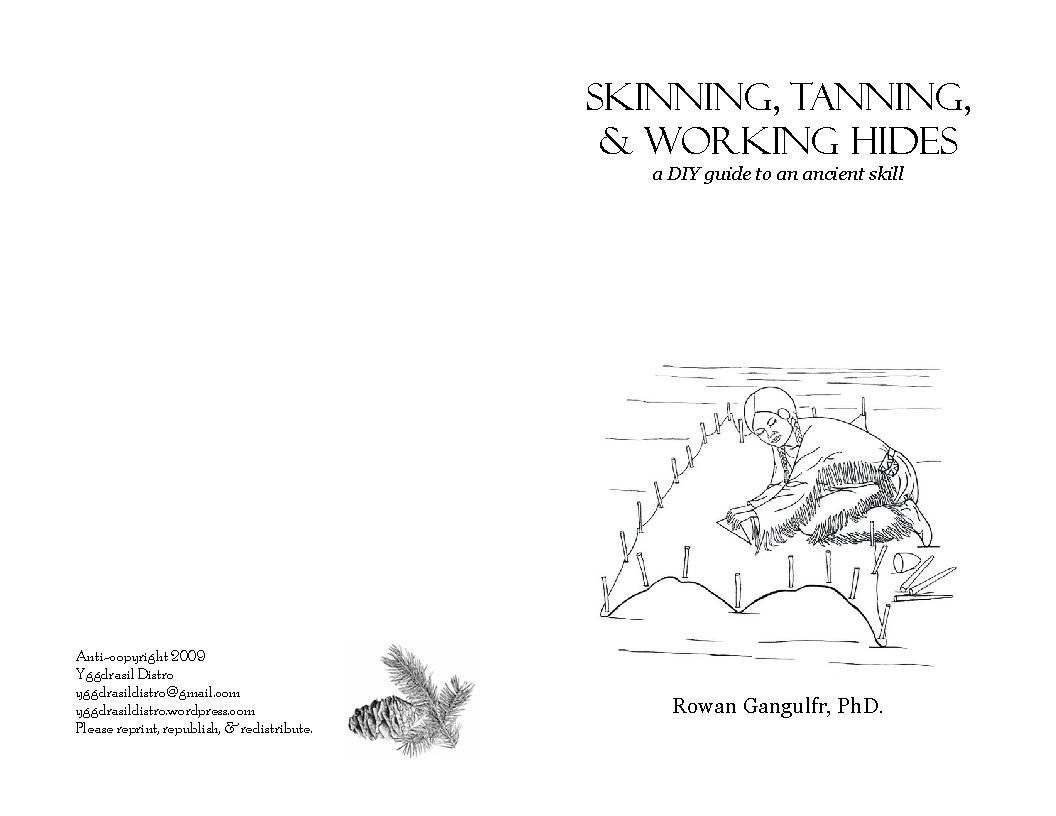 SKINNING, TANNING,
& WORKING HIDES
a DIY guide to an ancient skill
Rowan Gangulfr, PhD.
Anti-copyright 2009
Yggdrasil Distro
yggdrasildistro@gmail.com
yggdrasildistro.wordpress.com
Please reprint, republish, & redistribute.